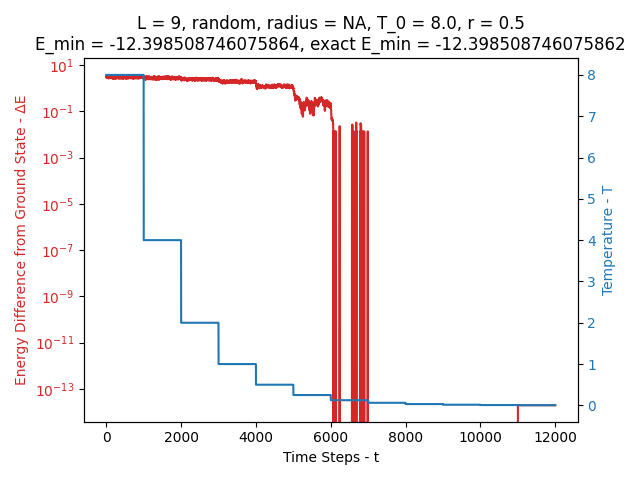 L = 9, random, radius = NA, T_0 = 8.0, r = 0.5
E_min = -12.398508746075864, exact E_min = -12.398508746075862
Energy Difference from Ground State - ΔE
10^1
10^-1
10^-3
10^-5
10^-7
10^-9
10^-11
10^-13
8
7
6
5
4
3
2
1
0
Temperature - T
0 2000 4000 6000 8000 10000 12000
Time Steps - t